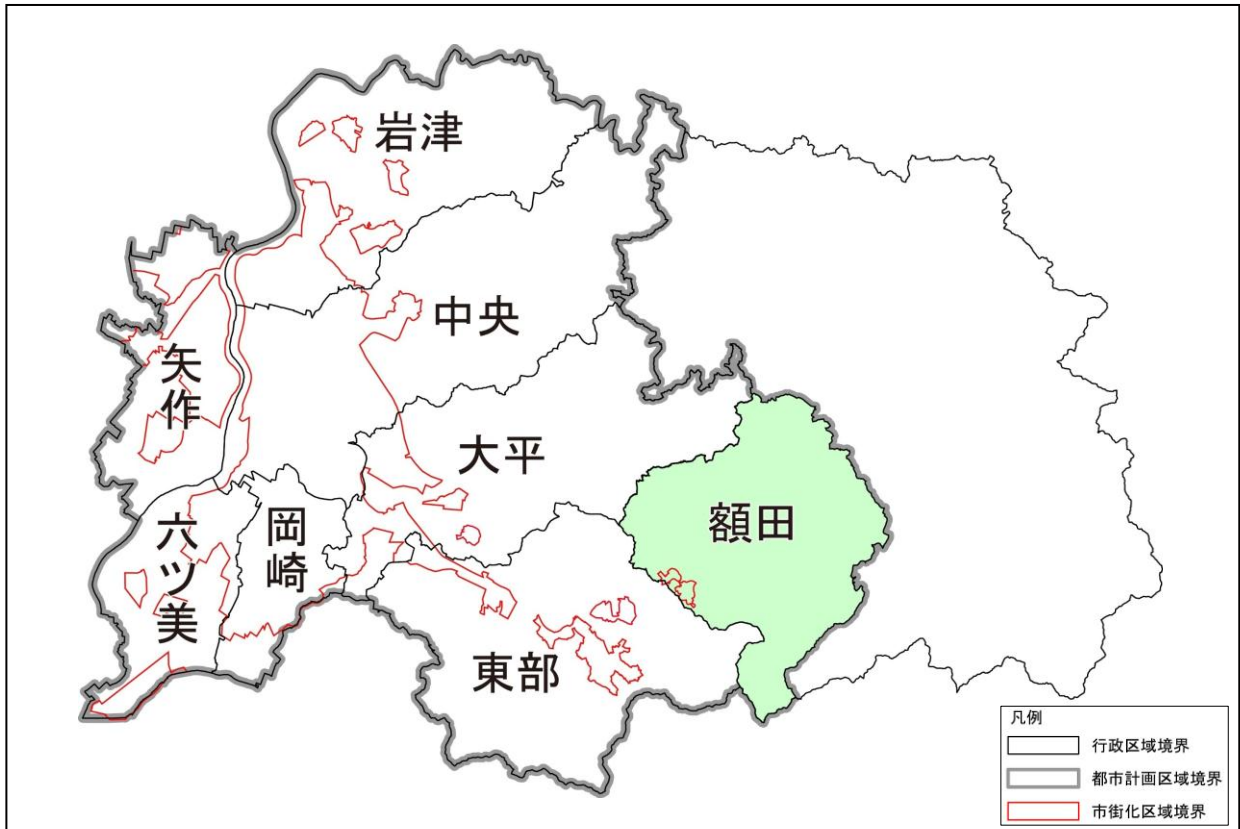 岩津
中央
矢作
大平
額田
岡崎
六ツ美
東部
凡例
行政区域境界
都市計画区域境界
市街化区域境界